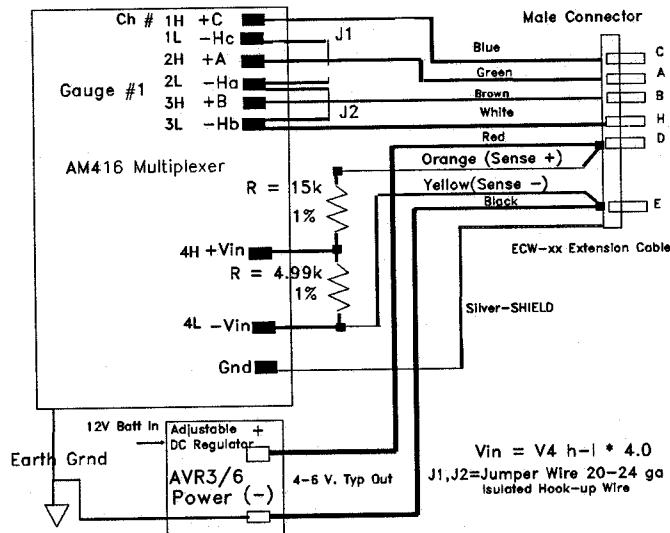 Ch # 1H +C
1L -Hc
J1
2H +A
2L -Ha
Gauge #1
3H +B
J2
3L -Hb
AM416 Multiplexer
Male Connector
Blue
C
Green
A
Brown
B
White
H
Red
D
Orange (Sense +)
Yellow(Sense -)
Black
E
R = 15k
1%
4H +Vin
R = 4.99k
1%
4L -Vin
Gnd
ECW-xx Extension Cable
Silver-SHIELD
12V Batt In
Adjustable +
DC Regulator
Earth Grnd
AVR3/6
Power (-)
4-6 V. Typ Out
Vin = V4 h-l * 4.0
J1,J2=Jumper Wire 20-24 ga
Isulated Hook-up Wire